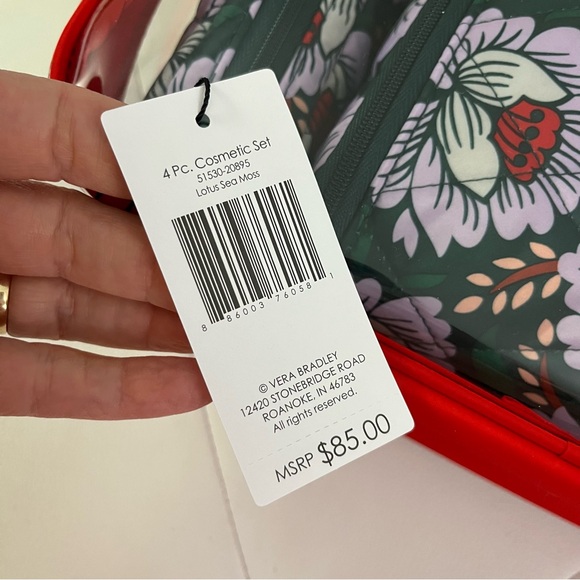 4 Pc. Cosmetic Set
51530-20895
Lotus Sea Moss
8 86003 76058 1
© VERA BRADLEY
12420 STONEBRIDGE ROAD
ROANOKE, IN 46783
All rights reserved.
MSRP $85.00